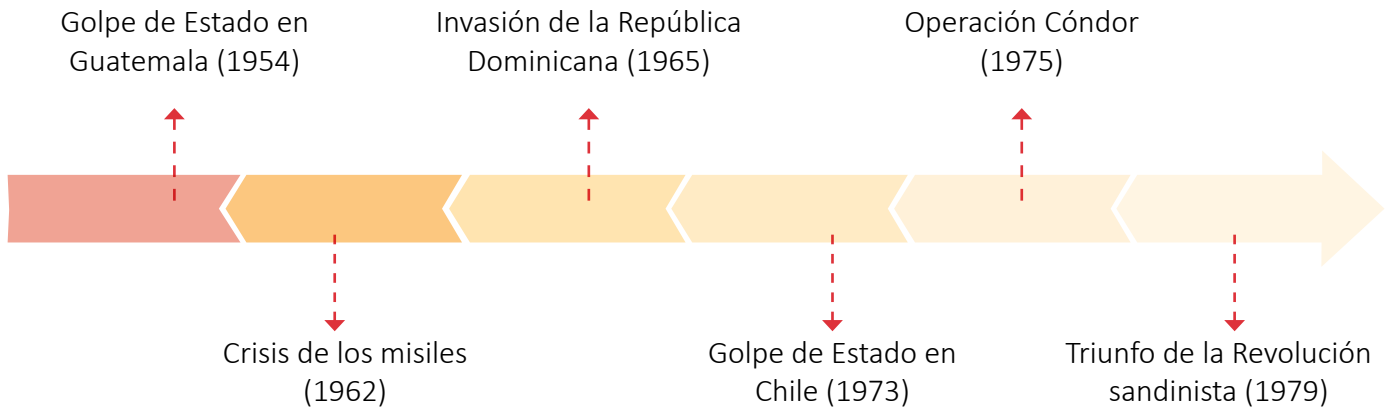 Golpe de Estado en
Guatemala (1954)
Invasión de la República
Dominicana (1965)
Operación Cóndor
(1975)
Crisis de los misiles
(1962)
Golpe de Estado en
Chile (1973)
Triunfo de la Revolución
sandinista (1979)